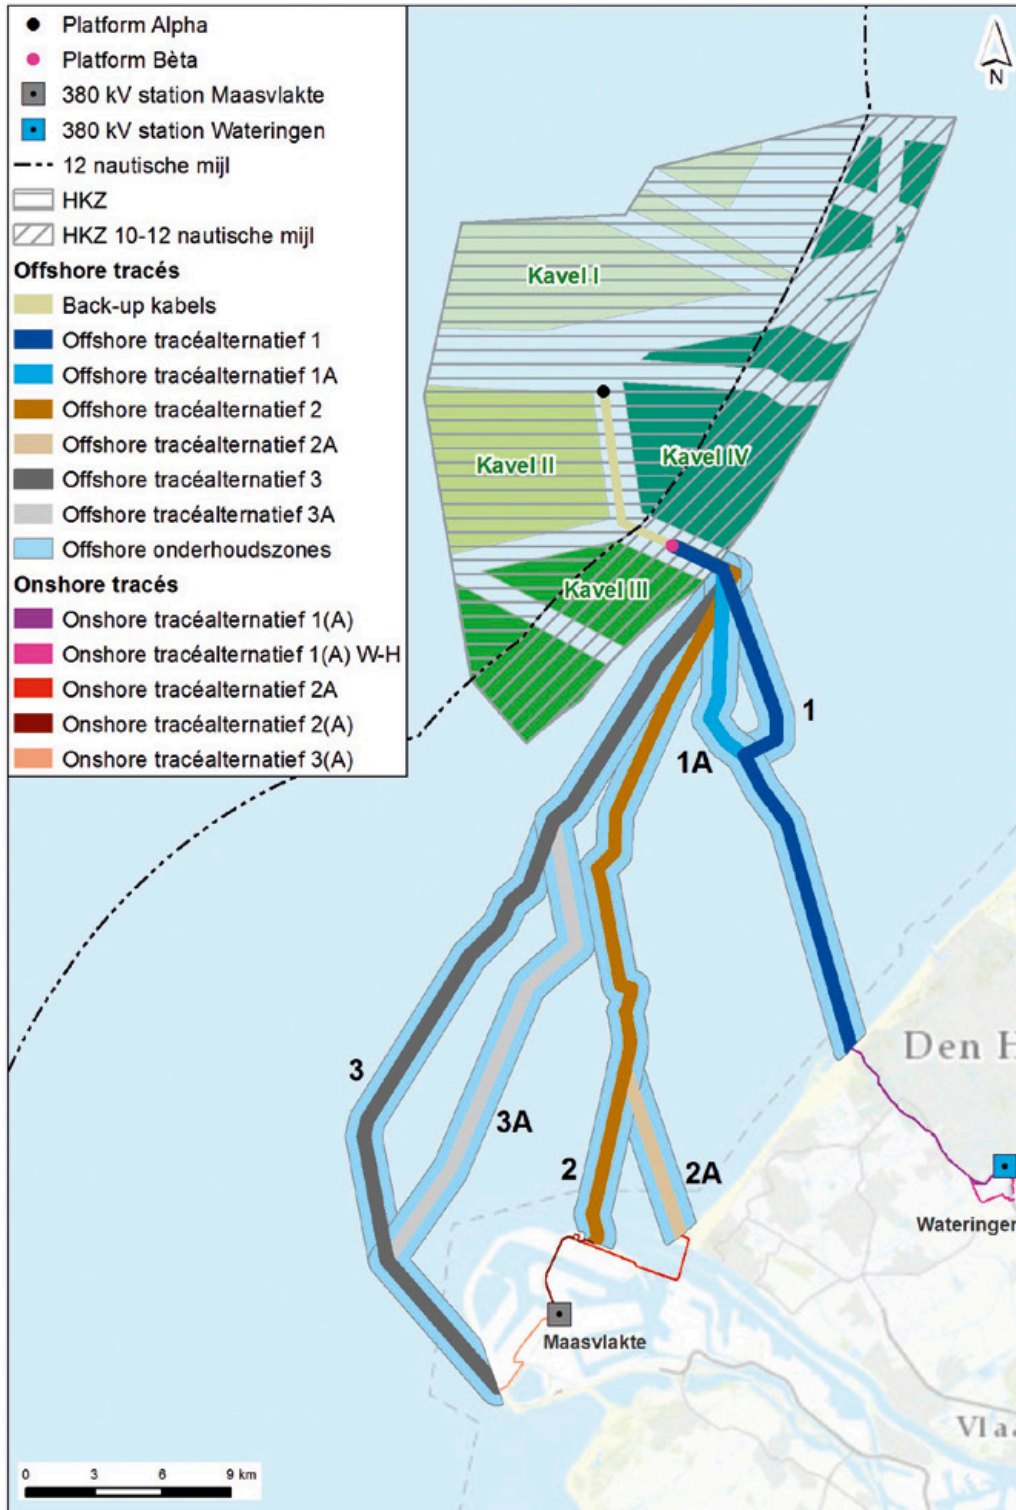 Platform Alpha
Platform Bèta
380 kV station Maasvlakte
380 kV station Wateringen
12 nautische mijl
HKZ
HKZ 10-12 nautische mijl
Offshore tracés
Back-up kabels
Offshore tracéalternatief 1
Offshore tracéalternatief 1A
Offshore tracéalternatief 2
Offshore tracéalternatief 2A
Offshore tracéalternatief 3
Offshore tracéalternatief 3A
Offshore onderhoudszones
Onshore tracés
Onshore tracéalternatief 1(A)
Onshore tracéalternatief 1(A) W-H
Onshore tracéalternatief 2A
Onshore tracéalternatief 2(A)
Onshore tracéalternatief 3(A)
N
Kavel I
Kavel II
Kavel IV
Kavel III
1
1A
Den H
3
3A
2
2A
Wateringen
Maasvlakte
Vlaa
0 3 6 9 km